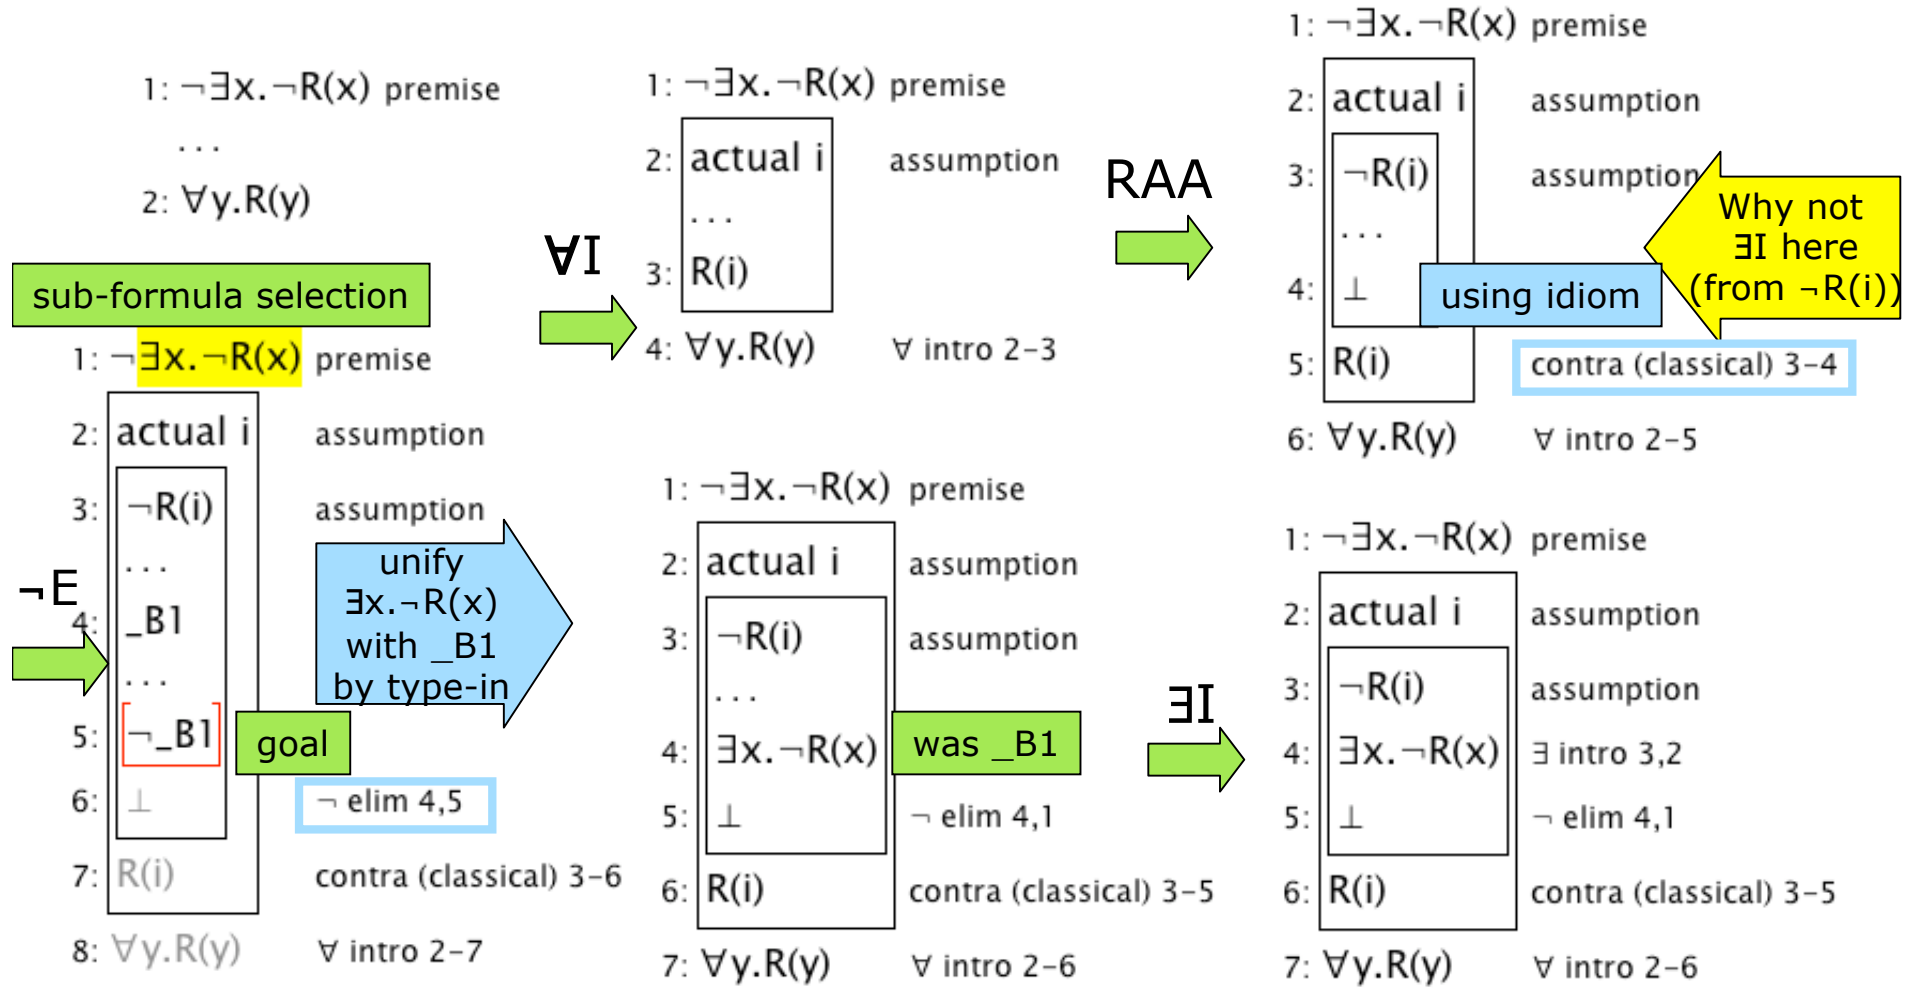 1: ¬∃x.¬R(x) premise
...
2: ∀y.R(y)
∀I
1: ¬∃x.¬R(x) premise
2: actual i assumption
...
3: R(i)
4: ∀y.R(y) ∀ intro 2–3
RAA
1: ¬∃x.¬R(x) premise
2: actual i assumption
3: ¬R(i) assumption
...
4: ⊥
5: R(i) contra (classical) 3–4
6: ∀y.R(y) ∀ intro 2–5
using idiom
Why not
∃I here
(from ¬R(i))
sub-formula selection
¬E
1: ¬∃x.¬R(x) premise
2: actual i assumption
3: ¬R(i) assumption
...
4: _B1
...
5: ¬_B1
6: ⊥ ¬ elim 4,5
7: R(i) contra (classical) 3–6
8: ∀y.R(y) ∀ intro 2–7
goal
unify
∃x.¬R(x)
with _B1
by type-in
1: ¬∃x.¬R(x) premise
2: actual i assumption
3: ¬R(i) assumption
...
4: ∃x.¬R(x)
5: ⊥ ¬ elim 4,1
6: R(i) contra (classical) 3–5
7: ∀y.R(y) ∀ intro 2–6
was _B1
∃I
1: ¬∃x.¬R(x) premise
2: actual i assumption
3: ¬R(i) assumption
4: ∃x.¬R(x) ∃ intro 3,2
5: ⊥ ¬ elim 4,1
6: R(i) contra (classical) 3–5
7: ∀y.R(y) ∀ intro 2–6